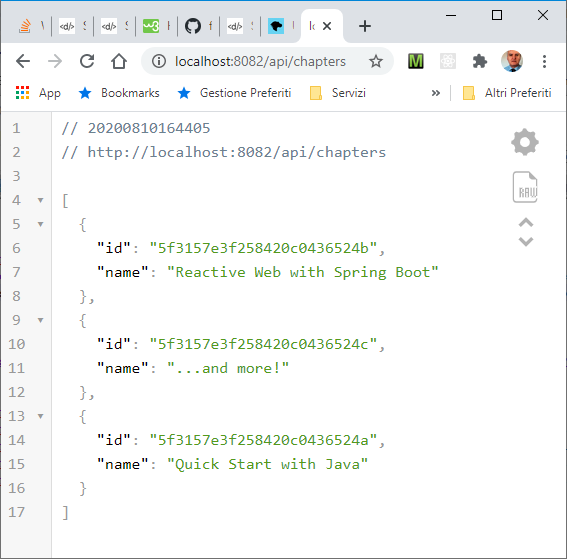 localhost:8082/api/chapters
App Bookmarks Gestione Preferiti Servizi » Altri Preferiti
1 // 20200810164405
2 // http://localhost:8082/api/chapters
3
4 [
5 {
6 "id": "5f3157e3f258420c0436524b",
7 "name": "Reactive Web with Spring Boot"
8 },
9 {
10 "id": "5f3157e3f258420c0436524c",
11 "name": "...and more!"
12 },
13 {
14 "id": "5f3157e3f258420c0436524a",
15 "name": "Quick Start with Java"
16 }
17 ]
RAW